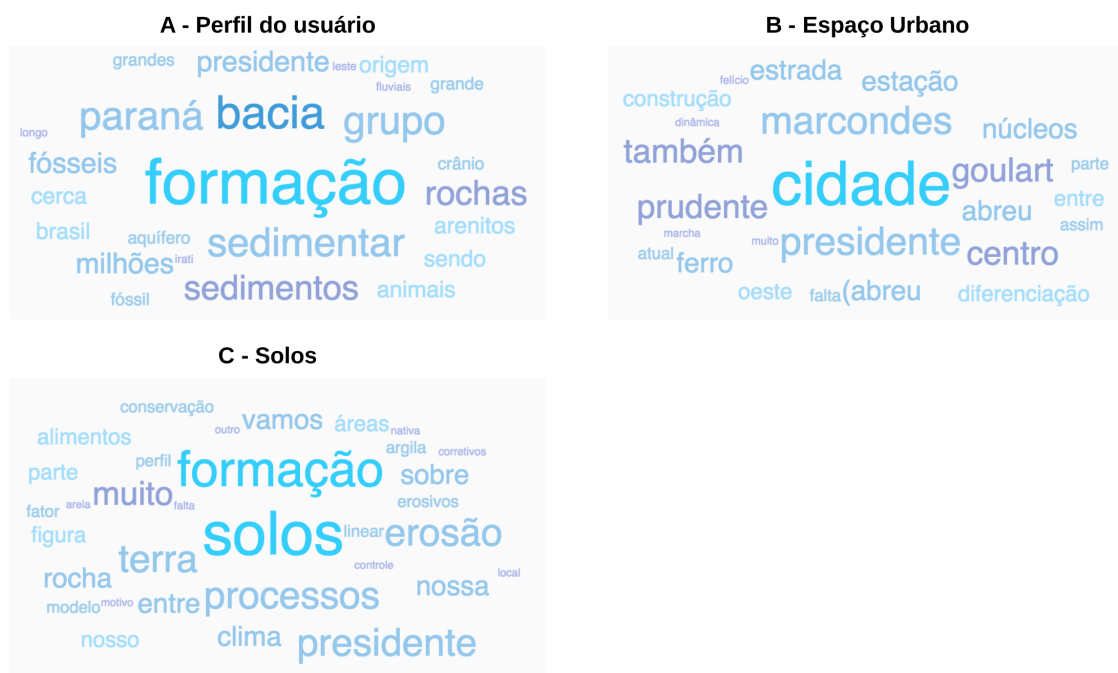 A - Perfil do usuário
grandes presidente leste origem
fluviais grande
paraná bacia grupo
longo
fósseis formação crânio
cerca rochas
brasil aquífero sedimentar arenitos
milhões irati sendo
fóssil sedimentos animais
B - Espaço Urbano
felício estrada estação
construção
dinâmica marcondes núcleos
também cidade goulart parte
prudente abreu entre
marcha muito presidente centro assim
atual ferro
oeste falta (abreu diferenciação
C - Solos
conservação
outro vamos áreas nativa
alimentos argila corretivos
parte perfil formação sobre
fator areia muito falta erosivos
figura solos linear erosão
terra controle
rocha nossa local
modelo motivo entre processos
nosso clima presidente